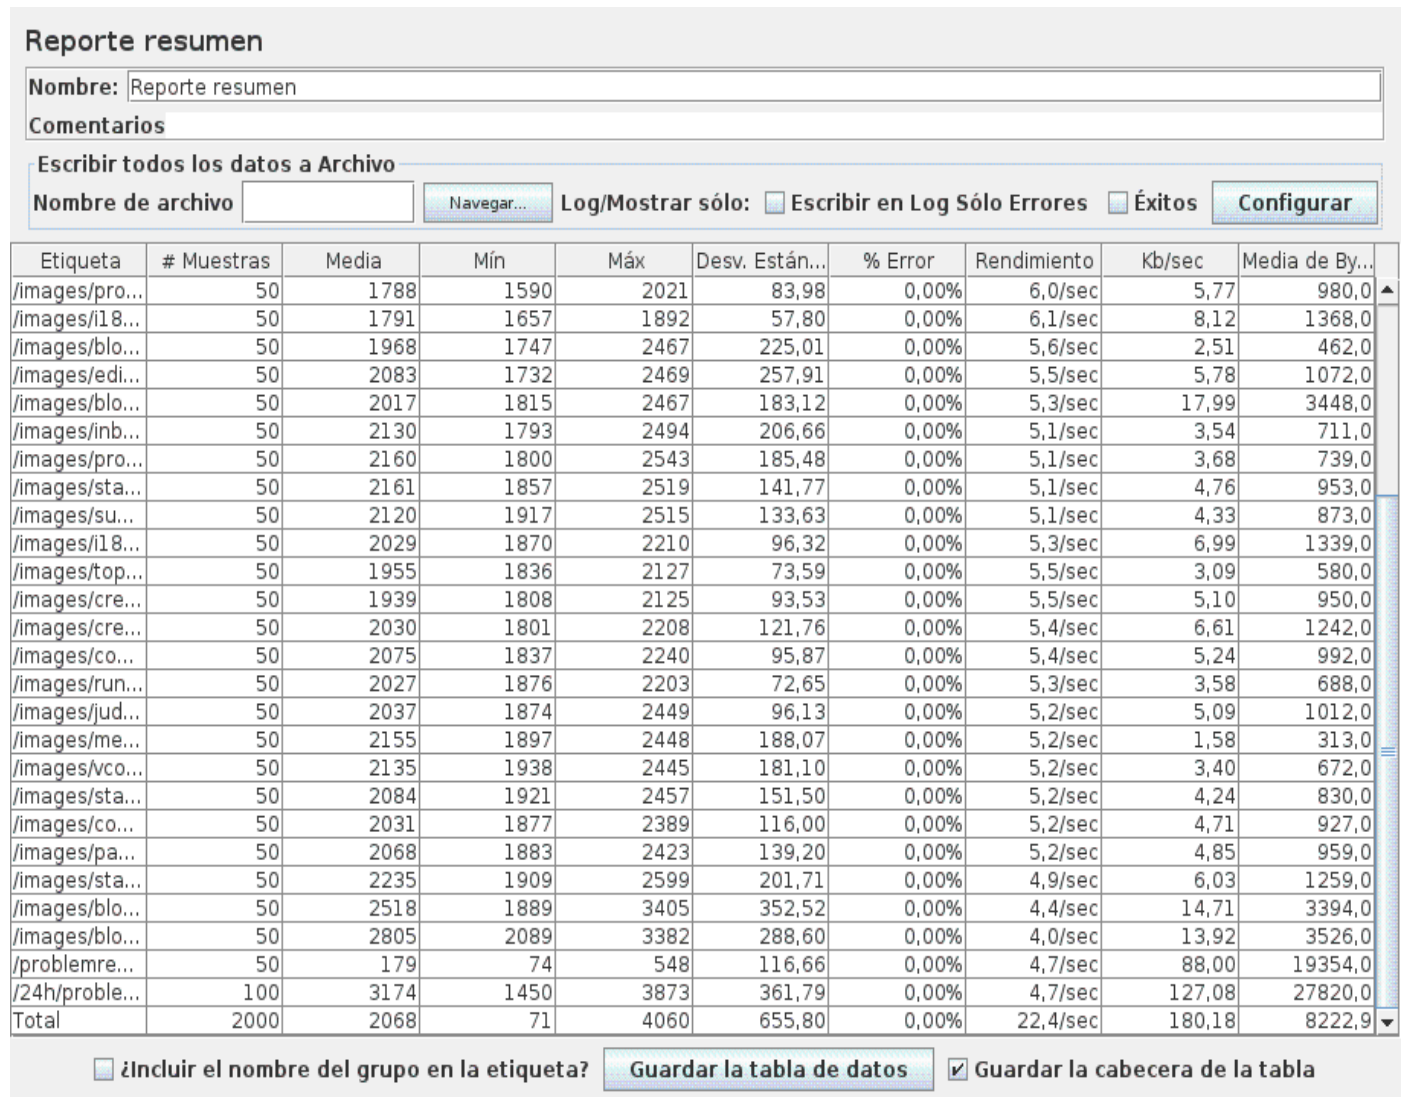 Reporte resumen
Nombre: Reporte resumen
Comentarios
Escribir todos los datos a Archivo
Nombre de archivo Navegar... Log/Mostrar sólo: Escribir en Log Sólo Errores Éxitos Configurar
Etiqueta # Muestras Media Mín Máx Desv. Están... % Error Rendimiento Kb/sec Media de By...
/images/pro... 50 1788 1590 2021 83,98 0,00% 6,0/sec 5,77 980,0
/images/i18... 50 1791 1657 1892 57,80 0,00% 6,1/sec 8,12 1368,0
/images/blo... 50 1968 1747 2467 225,01 0,00% 5,6/sec 2,51 462,0
/images/edi... 50 2083 1732 2469 257,91 0,00% 5,5/sec 5,78 1072,0
/images/blo... 50 2017 1815 2467 183,12 0,00% 5,3/sec 17,99 3448,0
/images/inb... 50 2130 1793 2494 206,66 0,00% 5,1/sec 3,54 711,0
/images/pro... 50 2160 1800 2543 185,48 0,00% 5,1/sec 3,68 739,0
/images/sta... 50 2161 1857 2519 141,77 0,00% 5,1/sec 4,76 953,0
/images/su... 50 2120 1917 2515 133,63 0,00% 5,1/sec 4,33 873,0
/images/i18... 50 2029 1870 2210 96,32 0,00% 5,3/sec 6,99 1339,0
/images/top... 50 1955 1836 2127 73,59 0,00% 5,5/sec 3,09 580,0
/images/cre... 50 1939 1808 2125 93,53 0,00% 5,5/sec 5,10 950,0
/images/cre... 50 2030 1801 2208 121,76 0,00% 5,4/sec 6,61 1242,0
/images/co... 50 2075 1837 2240 95,87 0,00% 5,4/sec 5,24 992,0
/images/run... 50 2027 1876 2203 72,65 0,00% 5,3/sec 3,58 688,0
/images/jud... 50 2037 1874 2449 96,13 0,00% 5,2/sec 5,09 1012,0
/images/me... 50 2155 1897 2448 188,07 0,00% 5,2/sec 1,58 313,0
/images/vco... 50 2135 1938 2445 181,10 0,00% 5,2/sec 3,40 672,0
/images/sta... 50 2084 1921 2457 151,50 0,00% 5,2/sec 4,24 830,0
/images/co... 50 2031 1877 2389 116,00 0,00% 5,2/sec 4,71 927,0
/images/pa... 50 2068 1883 2423 139,20 0,00% 5,2/sec 4,85 959,0
/images/sta... 50 2235 1909 2599 201,71 0,00% 4,9/sec 6,03 1259,0
/images/blo... 50 2518 1889 3405 352,52 0,00% 4,4/sec 14,71 3394,0
/images/blo... 50 2805 2089 3382 288,60 0,00% 4,0/sec 13,92 3526,0
/problemre... 50 179 74 548 116,66 0,00% 4,7/sec 88,00 19354,0
/24h/proble... 100 3174 1450 3873 361,79 0,00% 4,7/sec 127,08 27820,0
Total 2000 2068 71 4060 655,80 0,00% 22,4/sec 180,18 8222,9
¿Incluir el nombre del grupo en la etiqueta? Guardar la tabla de datos Guardar la cabecera de la tabla